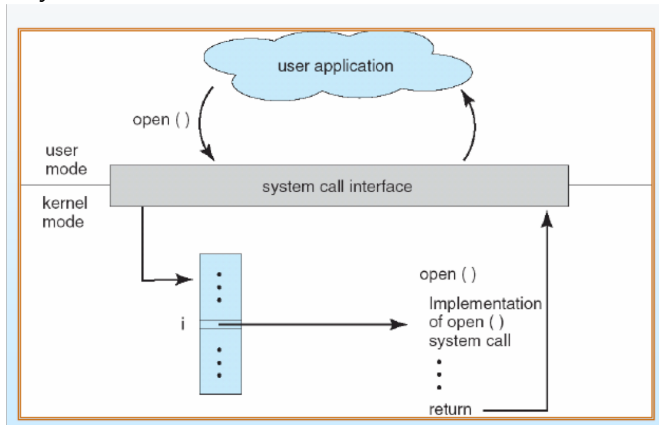 user application
open ( )
user
mode
system call interface
kernel
mode
open ( )
i
Implementation
of open ( )
system call
return